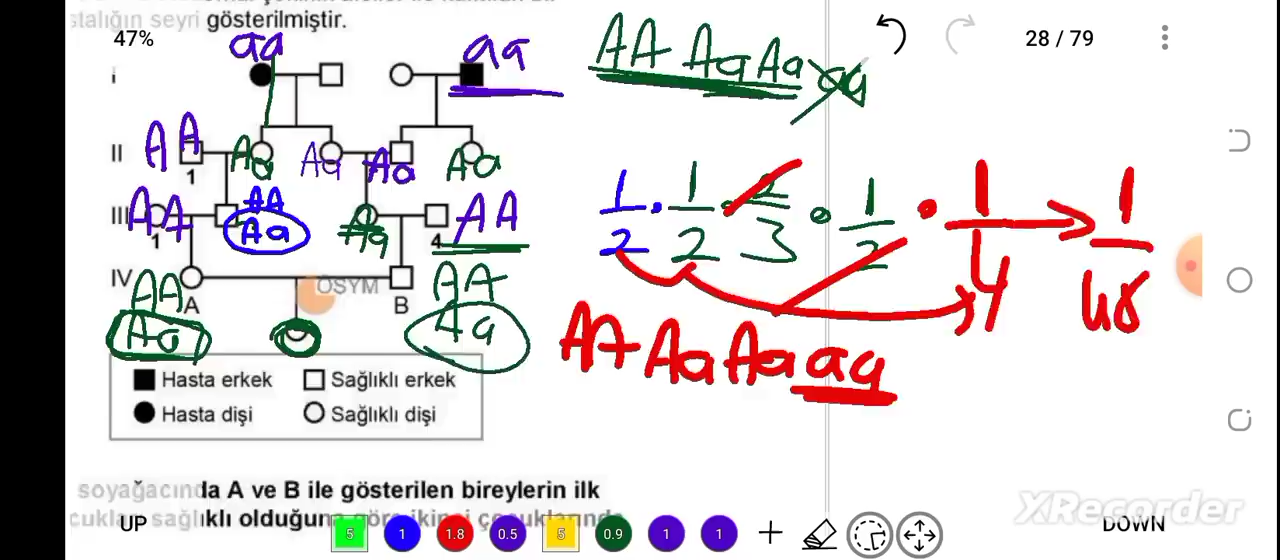 stalığın seyri gösterilmiştir.
47%
28 / 79
aa
aa
AA Aa Aa aa
I
II
AA
Aa
Aa
Aa
Aa
1
1/2 . 1/2 . 2/3 . 1/2 . 1/4 → 1/48
III
AA
AA
Aa
Aa
AA
1
4
IV
AA
A
ÖSYM
B
AA
Aa
Aa
AA Aa Aa aa
Hasta erkek
Sağlıklı erkek
Hasta dişi
Sağlıklı dişi
soyağacında A ve B ile gösterilen bireylerin ilk
cukları sağlıklı olduğuna göre ikinci çocuklarında
UP
5
1
1.8
0.5
5
0.9
1
1
XRecorder
DOWN